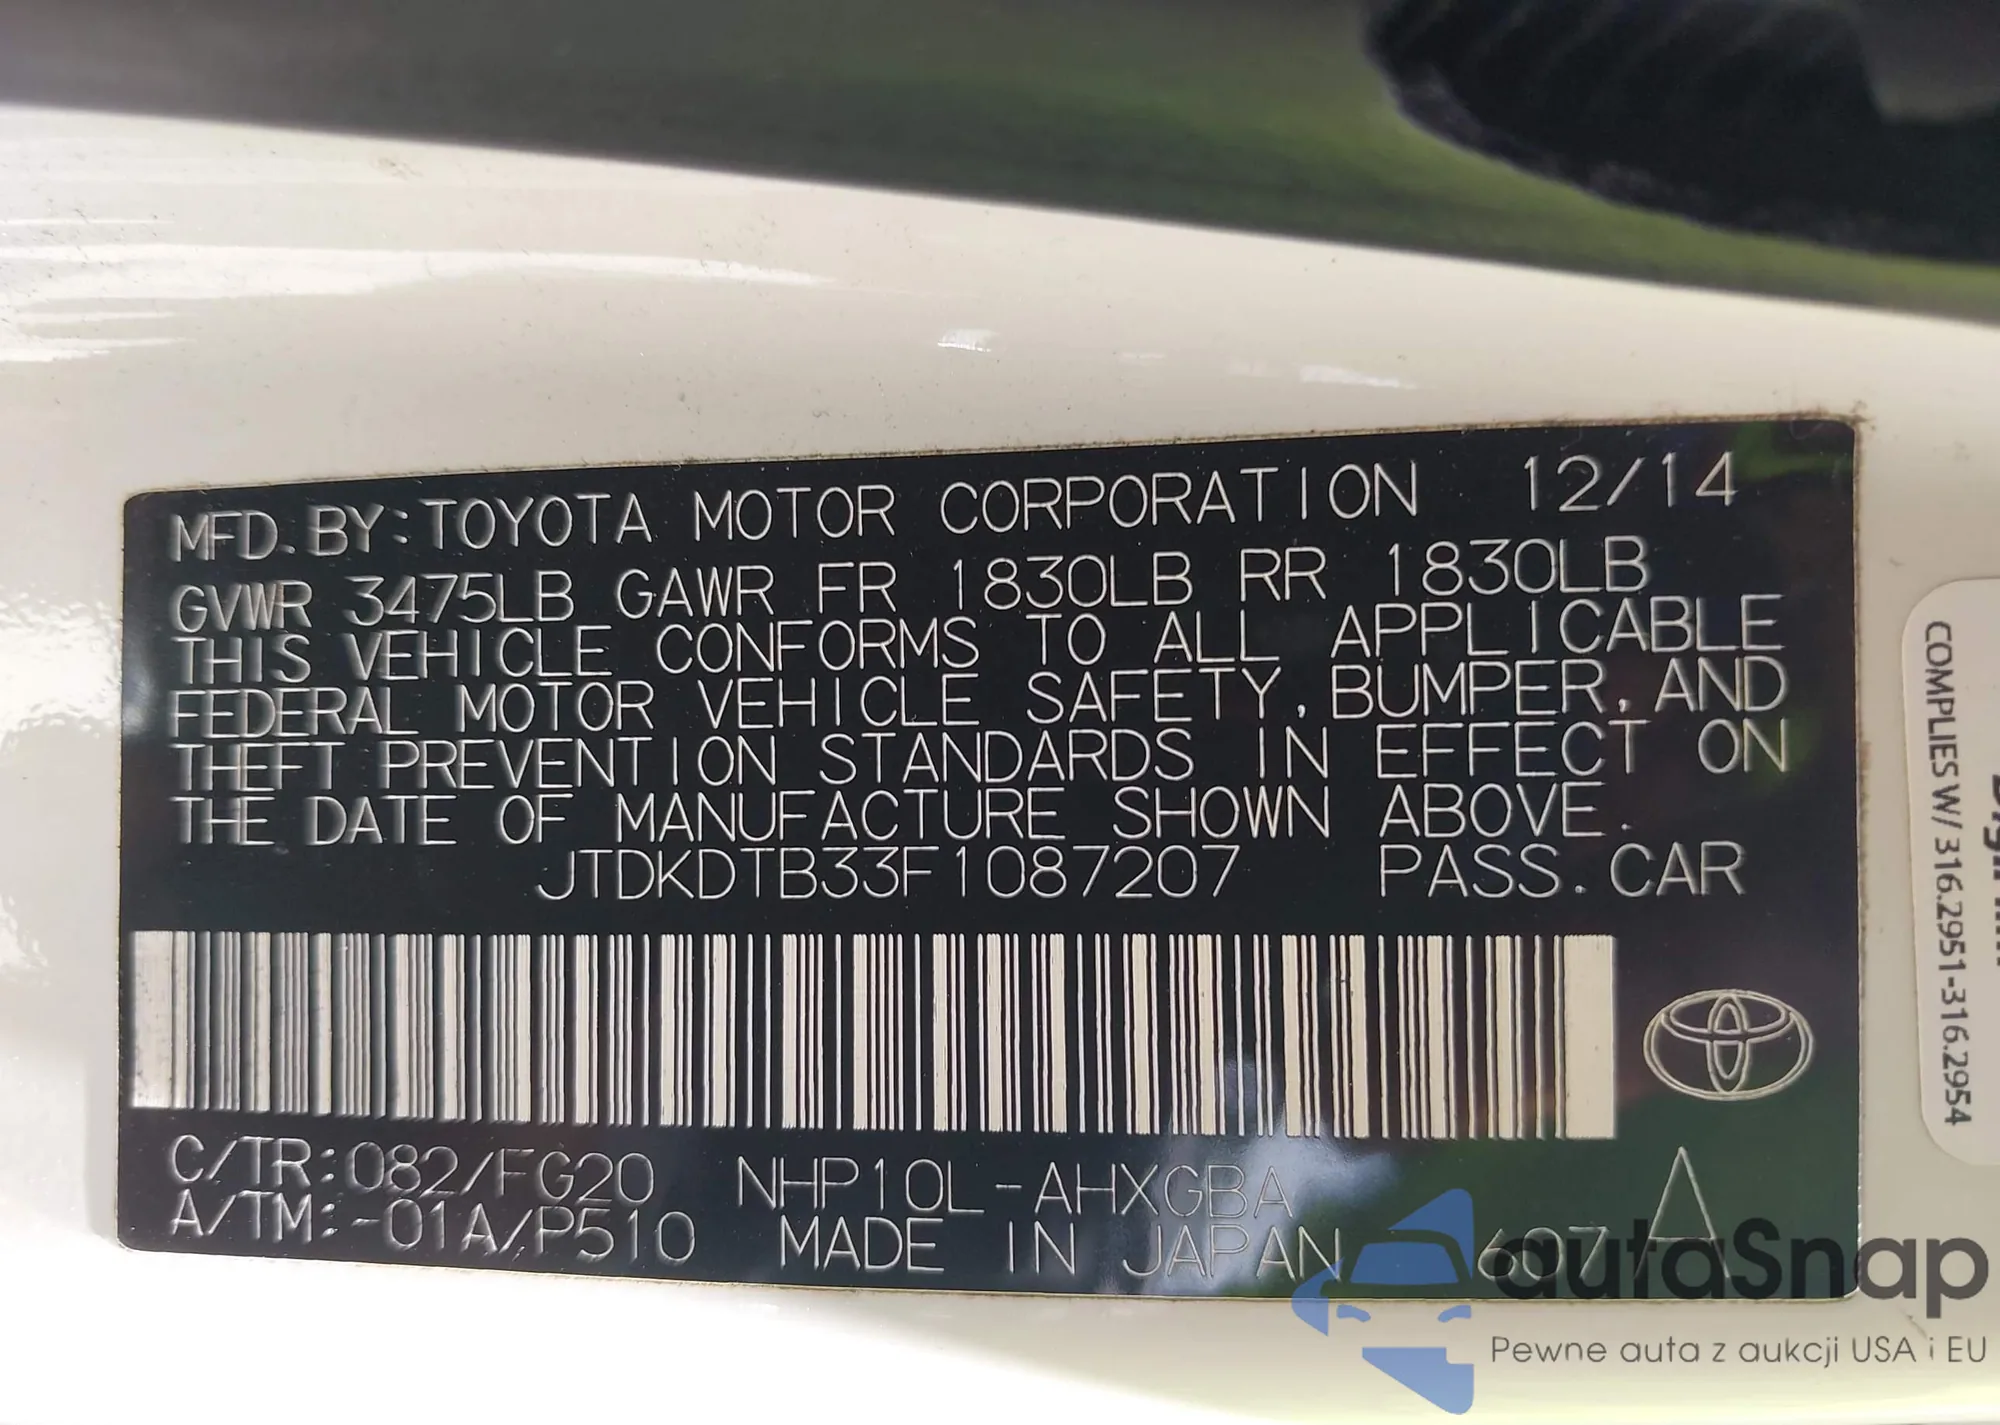 MFD. BY: TOYOTA MOTOR CORPORATION 12/14
GVWR 3475LB GAWR FR 1830LB RR 1830LB
THIS VEHICLE CONFORMS TO ALL APPLICABLE
FEDERAL MOTOR VEHICLE SAFETY, BUMPER, AND
THEFT PREVENTION STANDARDS IN EFFECT ON
THE DATE OF MANUFACTURE SHOWN ABOVE.
JTDKDTB33F1087207 PASS. CAR
C/TR: 082/FG20 NHP10L-AHXGBA A
A/TM: -01A/P510 MADE IN JAPAN 607
COMPLIES W/ 316.2951-316.2954
autoSnap
Pewne auta z aukcji USA i EU